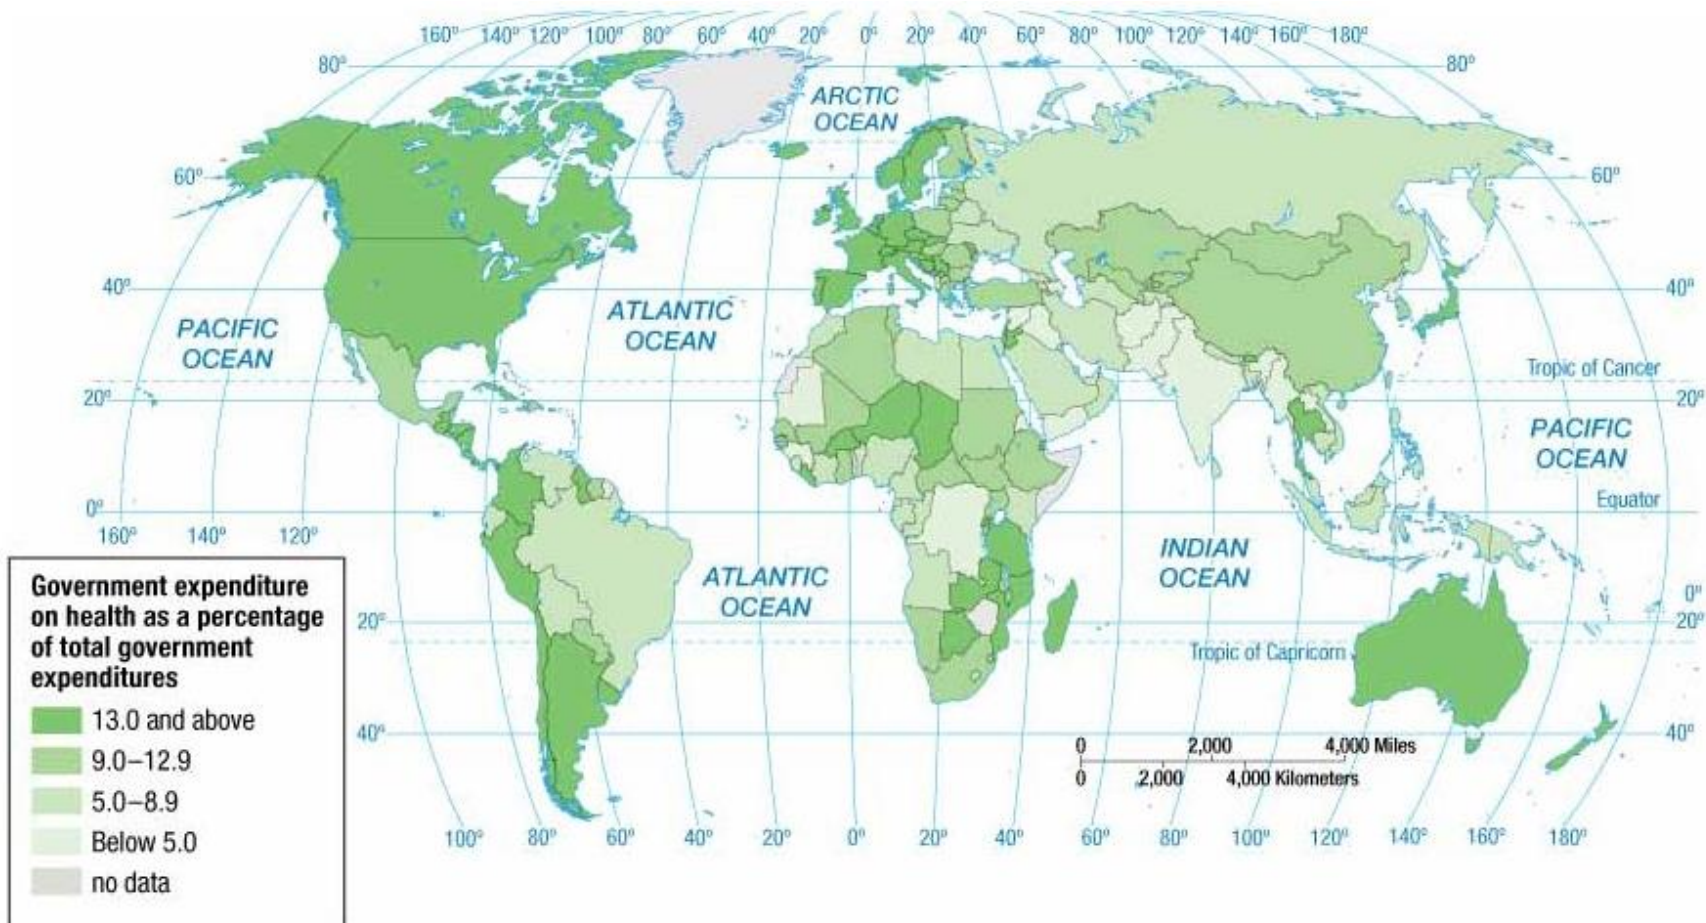 160° 140° 120° 100° 80° 60° 40° 20° 0° 20° 40° 60° 80° 100° 120° 140° 160° 180°
80° 80°
ARCTIC
OCEAN
60° 60°
40° 40°
PACIFIC
OCEAN
ATLANTIC
OCEAN
Tropic of Cancer
20° 20°
PACIFIC
OCEAN
Equator
0°
160° 140° 120°
INDIAN
OCEAN
ATLANTIC
OCEAN
0°
20° 20°
Tropic of Capricorn
40° 40°
0 2,000 4,000 Miles
0 2,000 4,000 Kilometers
100° 80° 60° 40° 20° 0° 20° 40° 60° 80° 100° 120° 140° 160° 180°
Government expenditure
on health as a percentage
of total government
expenditures
13.0 and above
9.0–12.9
5.0–8.9
Below 5.0
no data